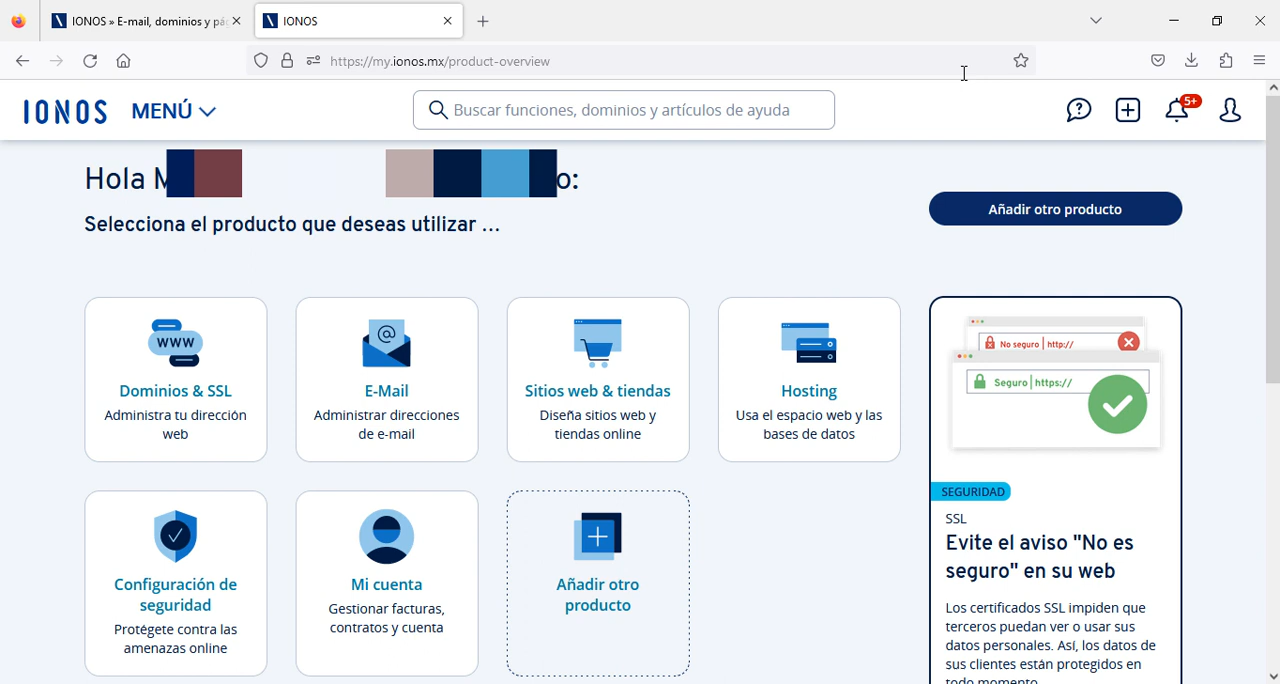 IONOS » E-mail, dominios y pá
IONOS
https://my.ionos.mx/product-overview
IONOS
MENÚ
Buscar funciones, dominios y artículos de ayuda
5+
Hola
Selecciona el producto que deseas utilizar ...
Añadir otro producto
www
Dominios & SSL
Administra tu dirección
web
@
E-Mail
Administrar direcciones
de e-mail
Sitios web & tiendas
Diseña sitios web y
tiendas online
Hosting
Usa el espacio web y las
bases de datos
No seguro | http://
Seguro | https://
SEGURIDAD
SSL
Evite el aviso "No es
seguro" en su web
Los certificados SSL impiden que
terceros puedan ver o usar sus
datos personales. Así, los datos de
sus clientes están protegidos en
todo momento.
Configuración de
seguridad
Protégete contra las
amenazas online
Mi cuenta
Gestionar facturas,
contratos y cuenta
Añadir otro
producto